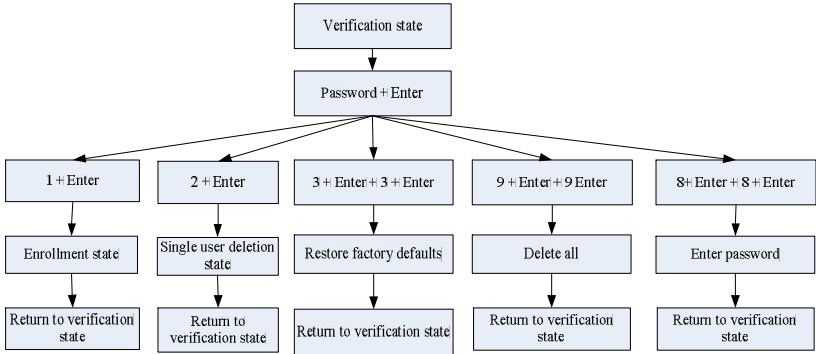 Verification state
Password + Enter
1 + Enter
2 + Enter
3 + Enter + 3 + Enter
9 + Enter + 9 Enter
8+ Enter + 8 + Enter
Enrollment state
Single user deletion
state
Restore factory defaults
Delete all
Enter password
Return to verification
state
Return to
verification state
Return to verification state
Return to verification
state
Return to verification
state